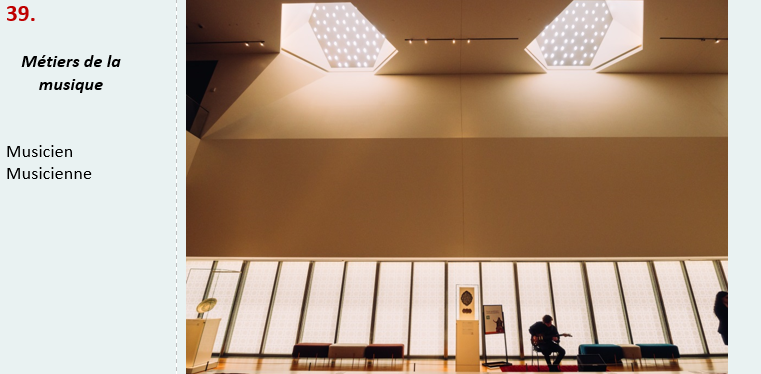 39.
Métiers de la
musique
Musicien
Musicienne